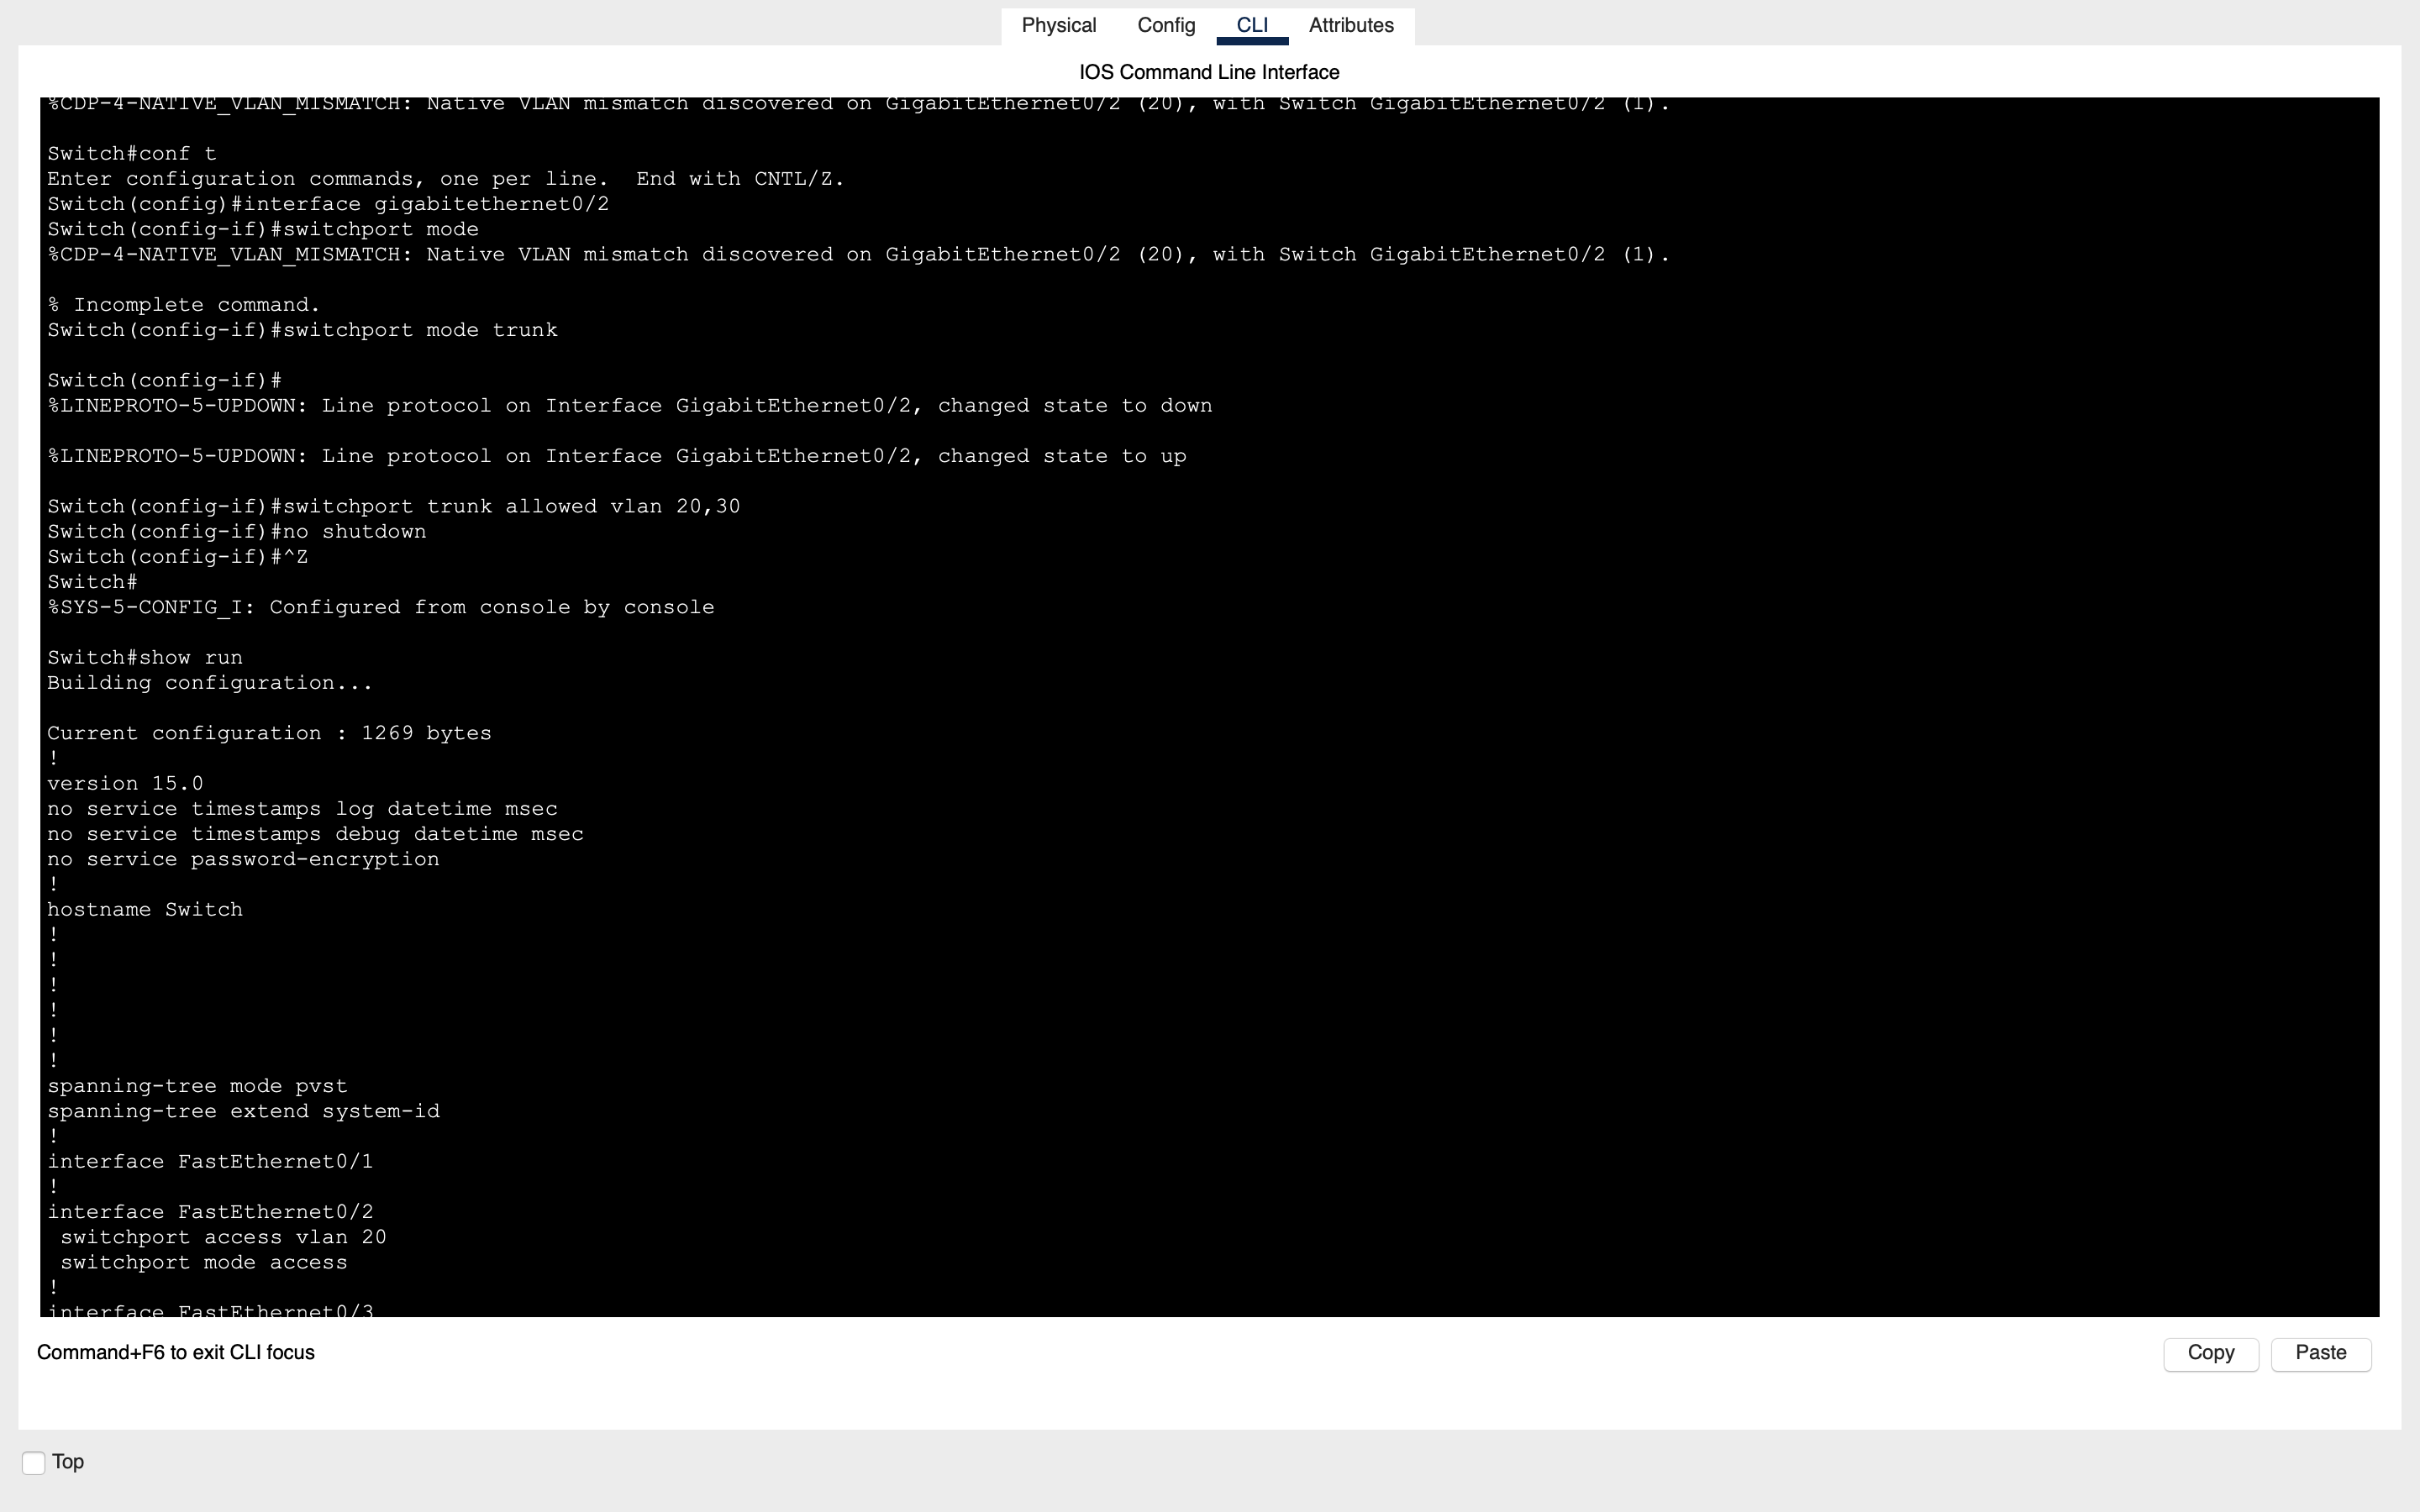 Physical Config CLI Attributes
IOS Command Line Interface
%CDP-4-NATIVE_VLAN_MISMATCH: Native VLAN mismatch discovered on GigabitEthernet0/2 (20), with Switch GigabitEthernet0/2 (1).
Switch#conf t
Enter configuration commands, one per line.  End with CNTL/Z.
Switch(config)#interface gigabitethernet0/2
Switch(config-if)#switchport mode
%CDP-4-NATIVE_VLAN_MISMATCH: Native VLAN mismatch discovered on GigabitEthernet0/2 (20), with Switch GigabitEthernet0/2 (1).
% Incomplete command.
Switch(config-if)#switchport mode trunk
Switch(config-if)#
%LINEPROTO-5-UPDOWN: Line protocol on Interface GigabitEthernet0/2, changed state to down
%LINEPROTO-5-UPDOWN: Line protocol on Interface GigabitEthernet0/2, changed state to up
Switch(config-if)#switchport trunk allowed vlan 20,30
Switch(config-if)#no shutdown
Switch(config-if)#^Z
Switch#
%SYS-5-CONFIG_I: Configured from console by console
Switch#show run
Building configuration...
Current configuration : 1269 bytes
!
version 15.0
no service timestamps log datetime msec
no service timestamps debug datetime msec
no service password-encryption
!
hostname Switch
!
!
!
!
!
!
spanning-tree mode pvst
spanning-tree extend system-id
!
interface FastEthernet0/1
!
interface FastEthernet0/2
 switchport access vlan 20
 switchport mode access
!
interface FastEthernet0/3
Command+F6 to exit CLI focus
Copy Paste
Top